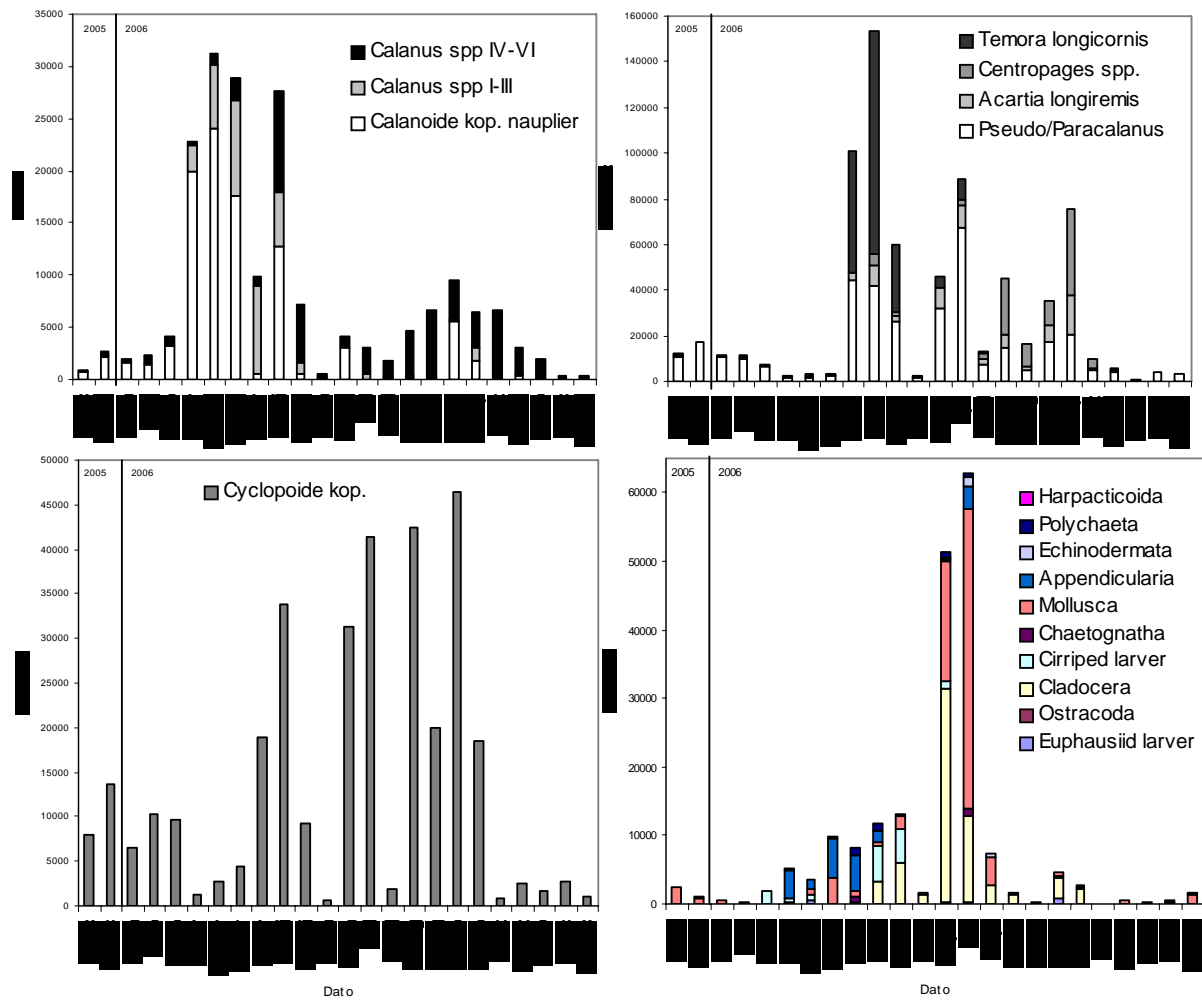 35000
30000
25000
20000
15000
10000
5000
0
2005 2006
Calanus spp IV-VI
Calanus spp I-III
Calanoide kop. nauplier
160000
140000
120000
100000
80000
60000
40000
20000
0
2005 2006
Temora longicornis
Centropages spp.
Acartia longiremis
Pseudo/Paracalanus
50000
45000
40000
35000
30000
25000
20000
15000
10000
5000
0
2005 2006
Cyclopoide kop.
Dato
60000
50000
40000
30000
20000
10000
0
2005 2006
Harpacticoida
Polychaeta
Echinodermata
Appendicularia
Mollusca
Chaetognatha
Cirriped larver
Cladocera
Ostracoda
Euphausiid larver
Dato